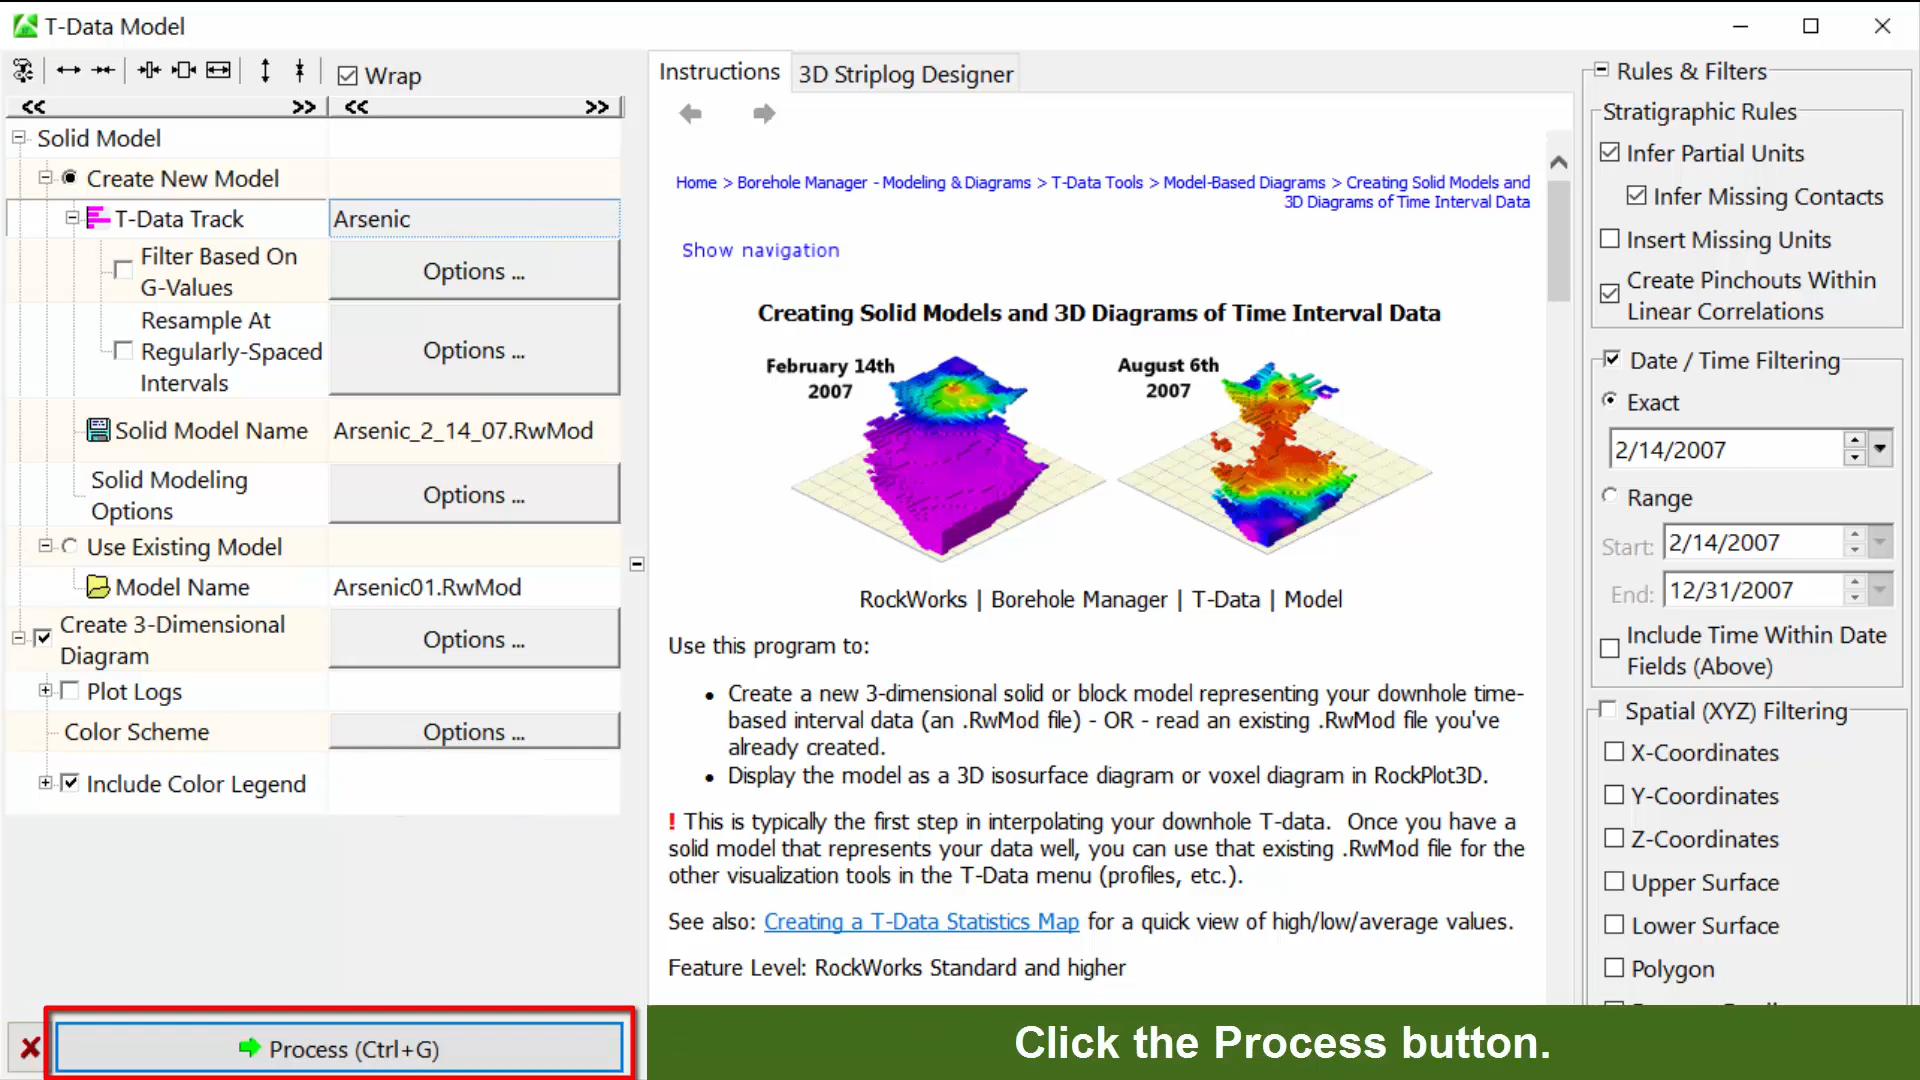 T-Data Model
Wrap
<< >> << >>
Solid Model
Create New Model
T-Data Track Arsenic
Filter Based On
G-Values
Options ...
Resample At
Regularly-Spaced
Intervals
Options ...
Solid Model Name Arsenic_2_14_07.RwMod
Solid Modeling
Options
Options ...
Use Existing Model
Model Name Arsenic01.RwMod
Create 3-Dimensional
Diagram
Options ...
Plot Logs
Color Scheme Options ...
Include Color Legend
Process (Ctrl+G)
Instructions 3D Striplog Designer
Home > Borehole Manager - Modeling & Diagrams > T-Data Tools > Model-Based Diagrams > Creating Solid Models and
3D Diagrams of Time Interval Data
Show navigation
Creating Solid Models and 3D Diagrams of Time Interval Data
February 14th
2007
August 6th
2007
RockWorks | Borehole Manager | T-Data | Model
Use this program to:
• Create a new 3-dimensional solid or block model representing your downhole time-
based interval data (an .RwMod file) - OR - read an existing .RwMod file you've
already created.
• Display the model as a 3D isosurface diagram or voxel diagram in RockPlot3D.
! This is typically the first step in interpolating your downhole T-data. Once you have a
solid model that represents your data well, you can use that existing .RwMod file for the
other visualization tools in the T-Data menu (profiles, etc.).
See also: Creating a T-Data Statistics Map for a quick view of high/low/average values.
Feature Level: RockWorks Standard and higher
Click the Process button.
Rules & Filters
Stratigraphic Rules
Infer Partial Units
Infer Missing Contacts
Insert Missing Units
Create Pinchouts Within
Linear Correlations
Date / Time Filtering
Exact
2/14/2007
Range
Start: 2/14/2007
End: 12/31/2007
Include Time Within Date
Fields (Above)
Spatial (XYZ) Filtering
X-Coordinates
Y-Coordinates
Z-Coordinates
Upper Surface
Lower Surface
Polygon